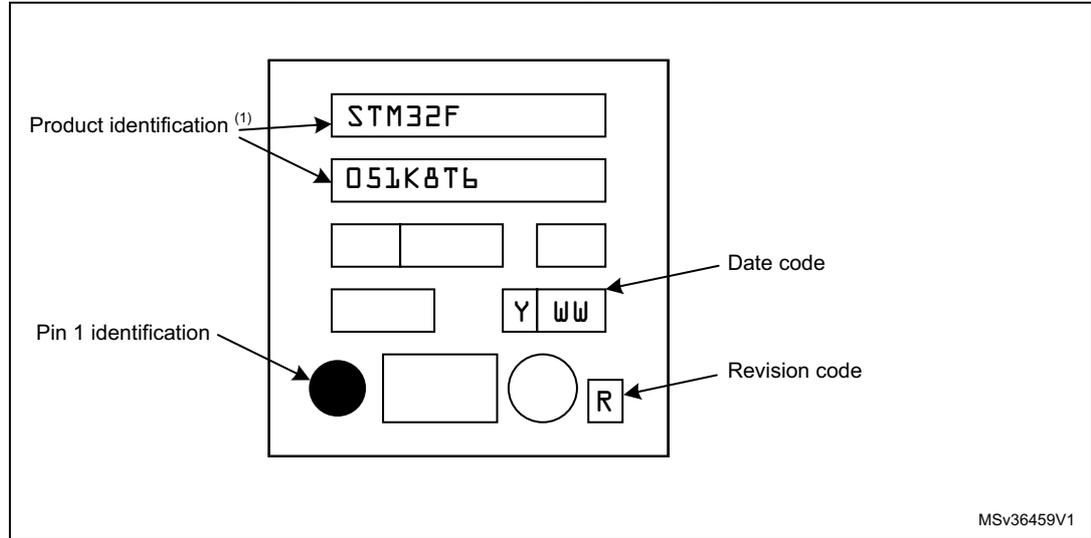 STM32F
Product identification (1)
051K8T6
Date code
Y WW
Pin 1 identification
Revision code
R
MSv36459V1